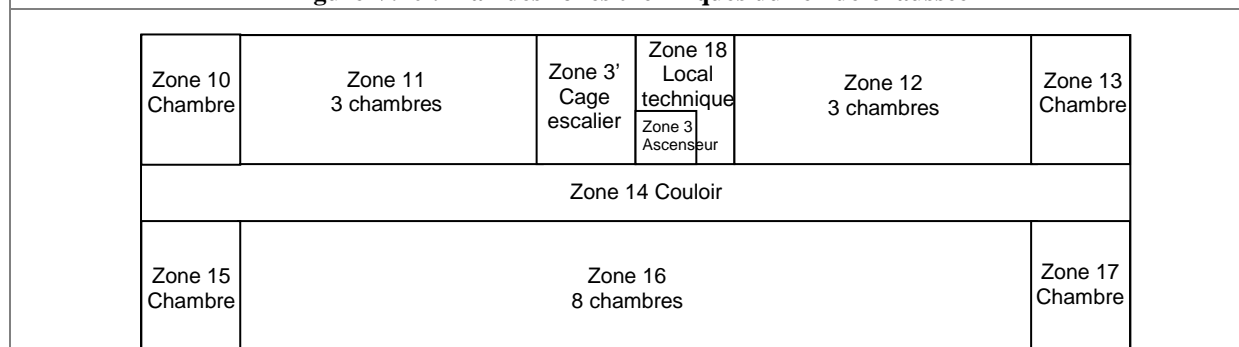 Zone 10
Chambre
Zone 11
3 chambres
Zone 3'
Cage
escalier
Zone 18
Local
technique
Zone 3
Ascenseur
Zone 12
3 chambres
Zone 13
Chambre
Zone 14 Couloir
Zone 15
Chambre
Zone 16
8 chambres
Zone 17
Chambre